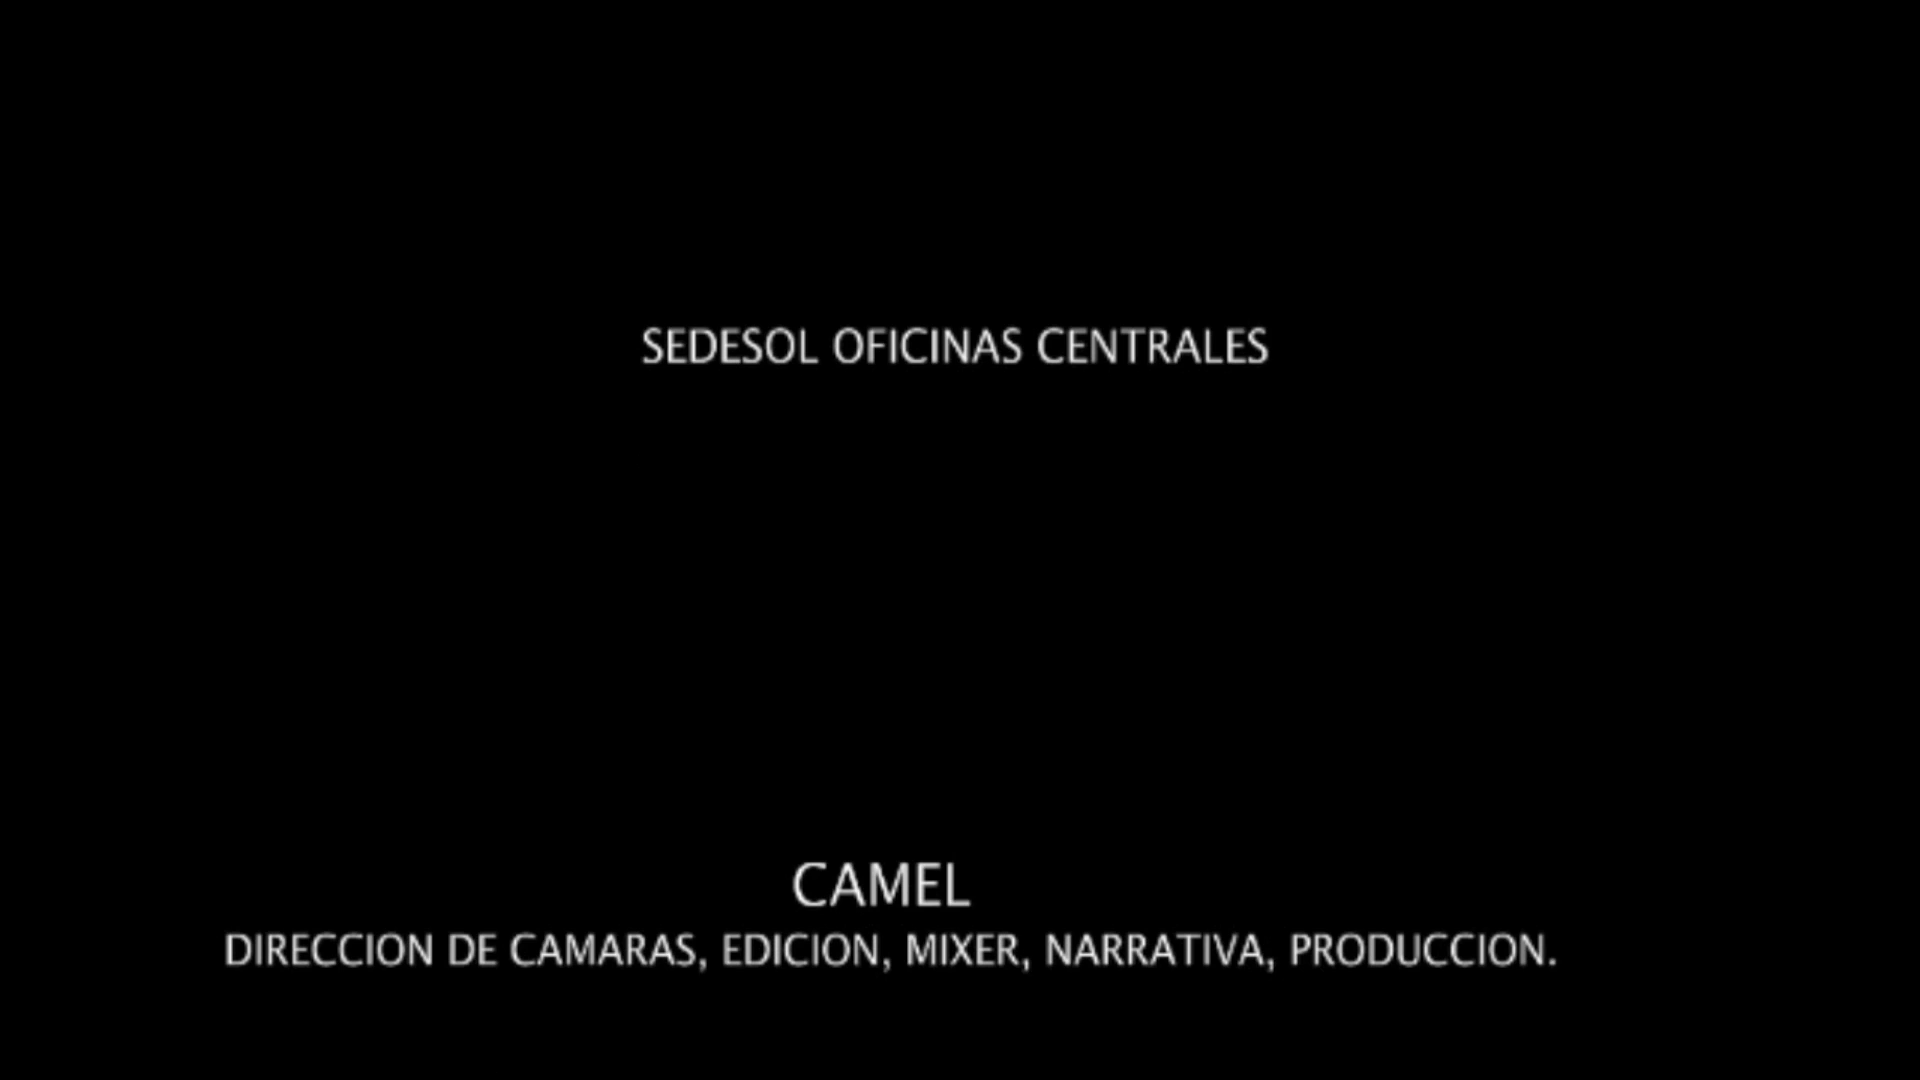 SEDESOL OFICINAS CENTRALES
CAMEL
DIRECCION DE CAMARAS, EDICION, MIXER, NARRATIVA, PRODUCCION.